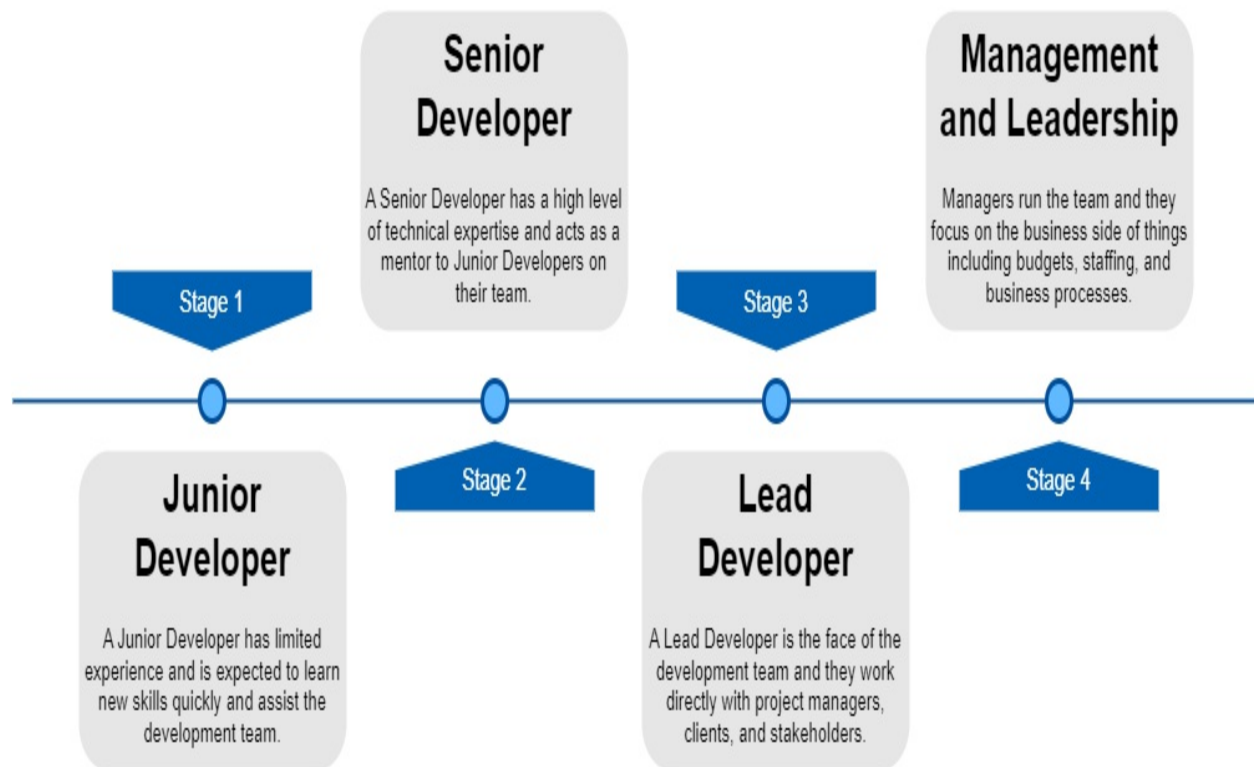 Stage 1
Junior
Developer
A Junior Developer has limited
experience and is expected to learn
new skills quickly and assist the
development team.
Senior
Developer
A Senior Developer has a high level
of technical expertise and acts as a
mentor to Junior Developers on
their team.
Stage 2
Stage 3
Lead
Developer
A Lead Developer is the face of the
development team and they work
directly with project managers,
clients, and stakeholders.
Management
and Leadership
Managers run the team and they
focus on the business side of things
including budgets, staffing, and
business processes.
Stage 4